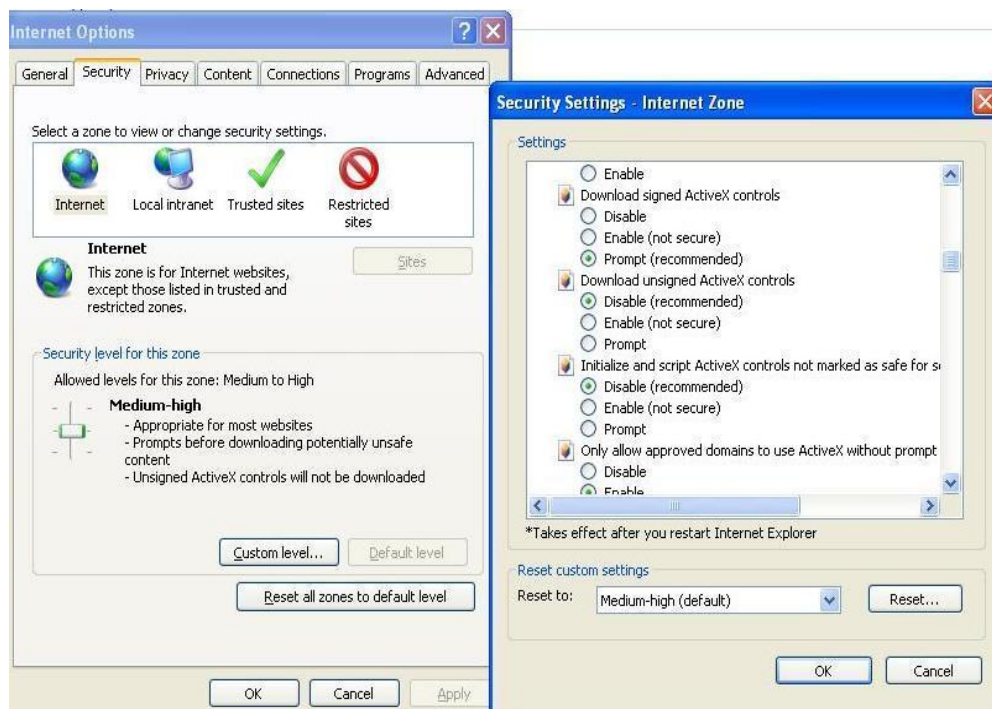 Internet Options
General Security Privacy Content Connections Programs Advanced
Select a zone to view or change security settings.
Internet Local intranet Trusted sites Restricted
sites
Internet
This zone is for Internet websites,
except those listed in trusted and
restricted zones.
Sites
Security level for this zone
Allowed levels for this zone: Medium to High
Medium-high
- Appropriate for most websites
- Prompts before downloading potentially unsafe
content
- Unsigned ActiveX controls will not be downloaded
Custom level... Default level
Reset all zones to default level
OK Cancel Apply
Security Settings - Internet Zone
Settings
Enable
Download signed ActiveX controls
Disable
Enable (not secure)
Prompt (recommended)
Download unsigned ActiveX controls
Disable (recommended)
Enable (not secure)
Prompt
Initialize and script ActiveX controls not marked as safe for
Disable (recommended)
Enable (not secure)
Prompt
Only allow approved domains to use ActiveX without prompt
Disable
Enable
*Takes effect after you restart Internet Explorer
Reset custom settings
Reset to: Medium-high (default) Reset...
OK Cancel